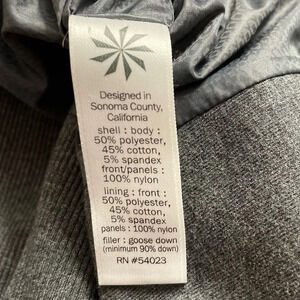 Designed in
Sonoma County,
California
shell : body :
50% polyester,
45% cotton,
5% spandex
front/panels :
100% nylon
lining : front :
50% polyester,
45% cotton,
5% spandex
panels : 100% nylon
filler : goose down
(minimum 90% down)
RN #54023